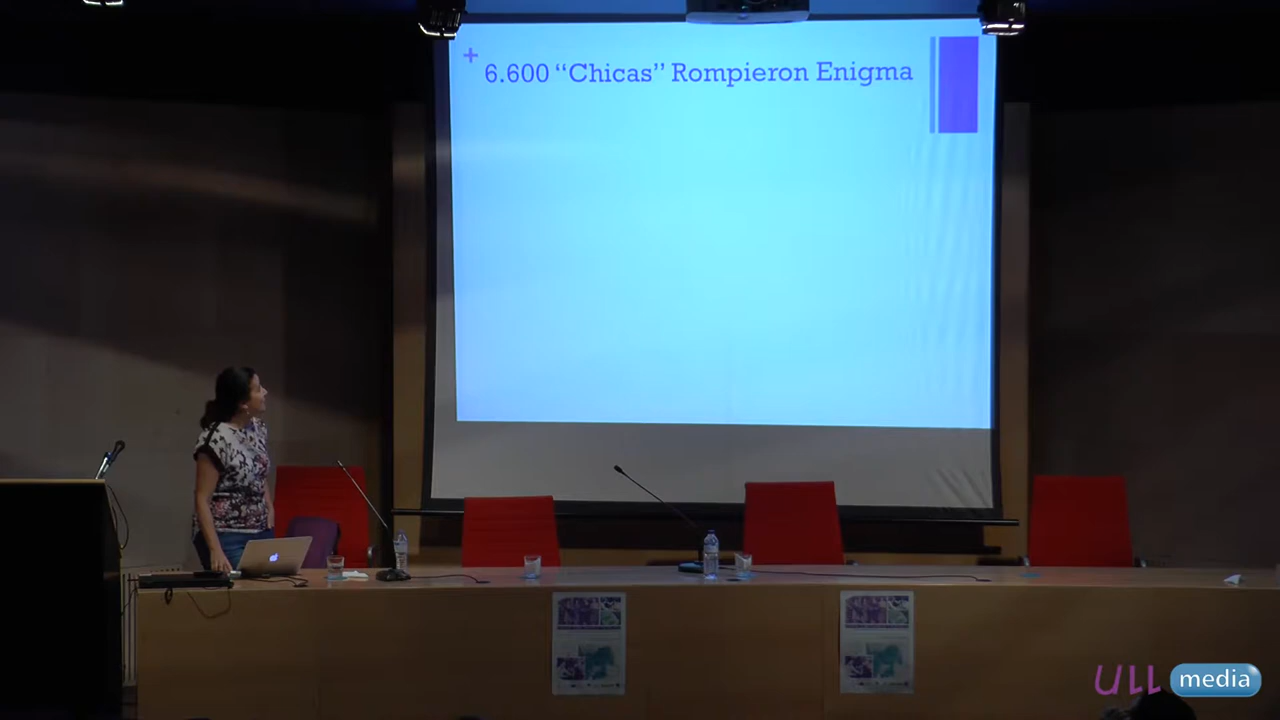 +
6.600 “Chicas” Rompieron Enigma
ULL media